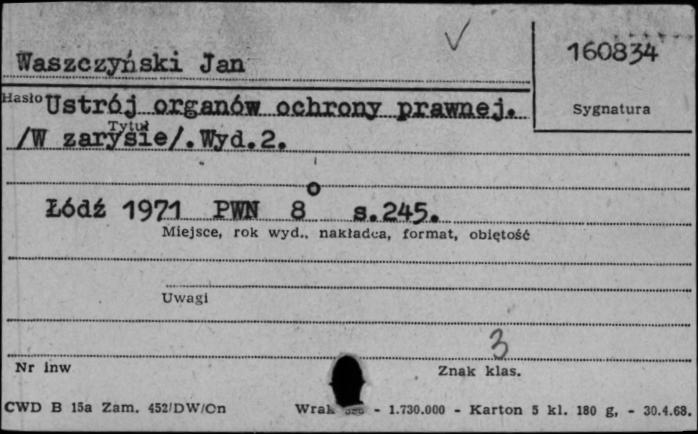 Waszczyński Jan
160834
Sygnatura
Hasło Ustrój organów ochrony prawnej.
Tytuł
/W zarysie/.Wyd.2.
Łódź 1971 PWN 8° s.245.
Miejsce, rok wyd., nakładca, format, objętość
Uwagi
3
Nr inw
Znak klas.
CWD B 15a Zam. 452/DW/On
- 1.730.000 - Karton 5 kl. 180 g, - 30.4.68.